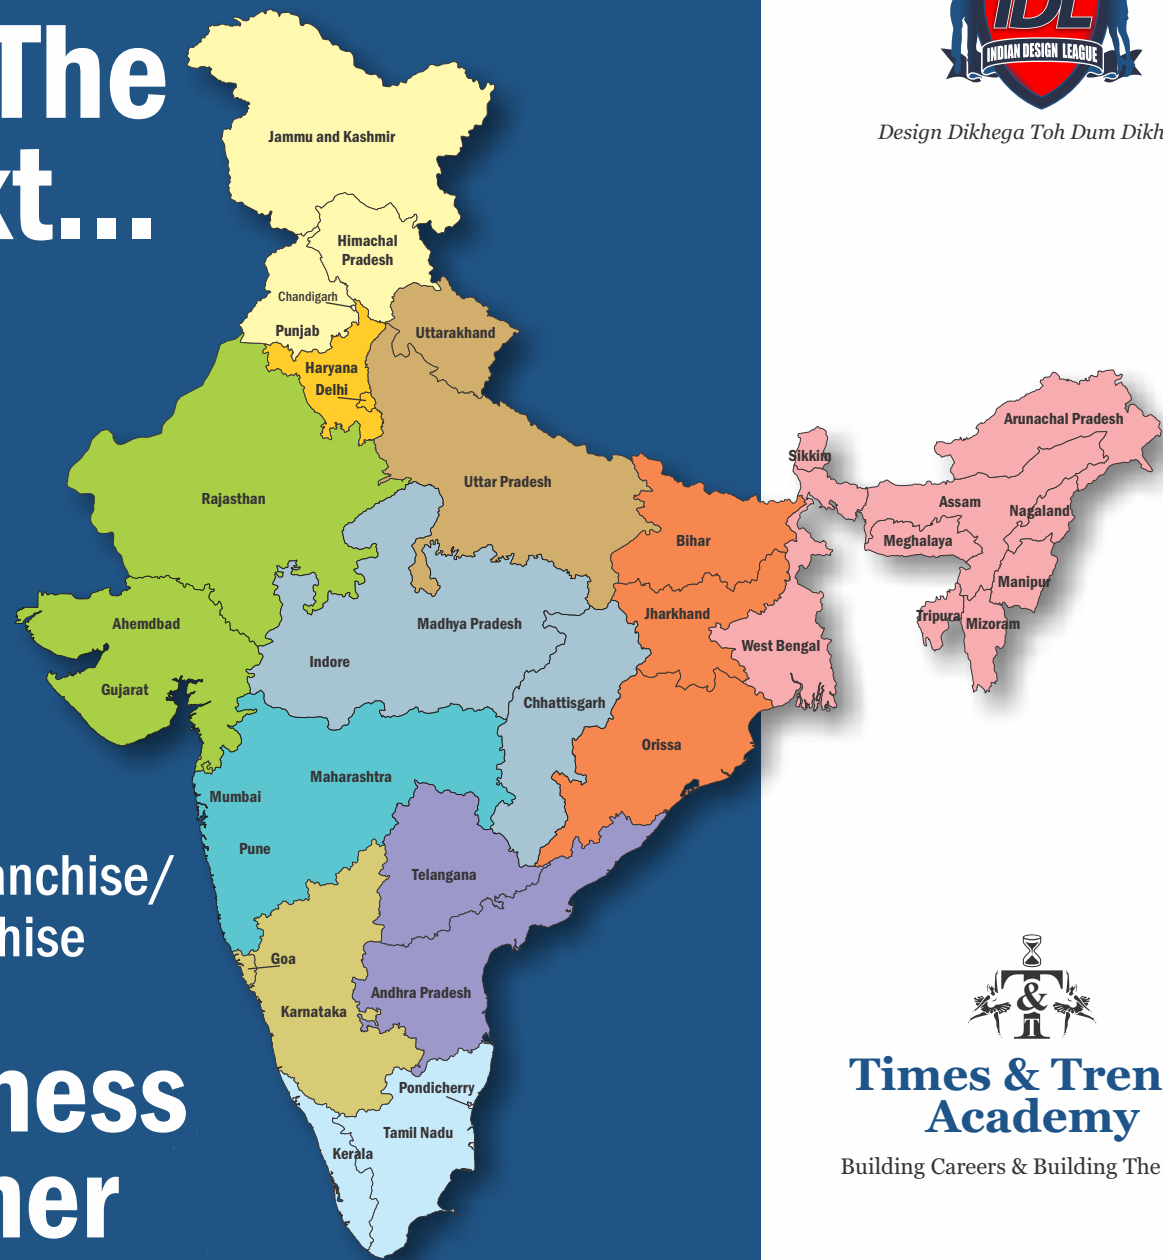 The
xt...
IDL
INDIAN DESIGN LEAGUE
Design Dikhega Toh Dum Dikh
Jammu and Kashmir
Himachal
Pradesh
Chandigarh
Punjab
Uttarakhand
Haryana
Delhi
Rajasthan
Uttar Pradesh
Bihar
Sikkim
Arunachal Pradesh
Assam
Nagaland
Meghalaya
Manipur
Tripura
Mizoram
Ahemdbad
Gujarat
Indore
Madhya Pradesh
Jharkhand
West Bengal
Chhattisgarh
Orissa
Maharashtra
Mumbai
Pune
Telangana
Goa
Karnataka
Andhra Pradesh
Pondicherry
Tamil Nadu
Kerala
anchise/
hise
ness
ner
T&T
Times & Tren
Academy
Building Careers & Building The